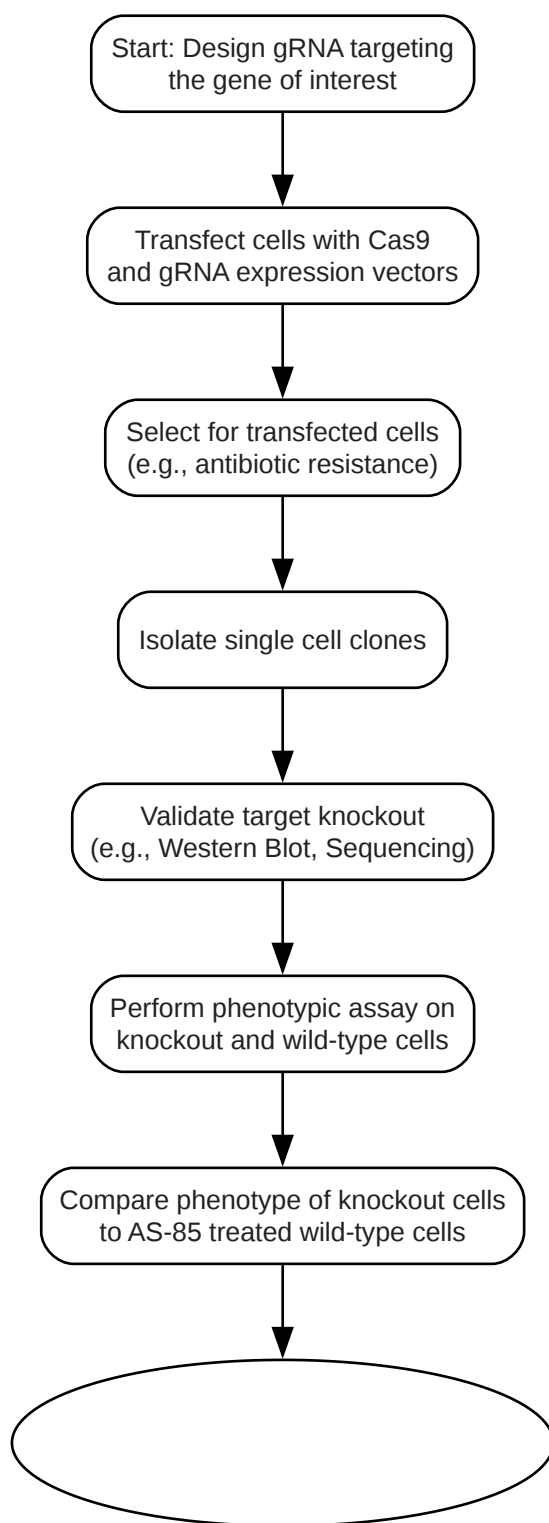 Start: Design gRNA targeting
the gene of interest
Transfect cells with Cas9
and gRNA expression vectors
Select for transfected cells
(e.g., antibiotic resistance)
Isolate single cell clones
Validate target knockout
(e.g., Western Blot, Sequencing)
Perform phenotypic assay on
knockout and wild-type cells
Compare phenotype of knockout cells
to AS-85 treated wild-type cells